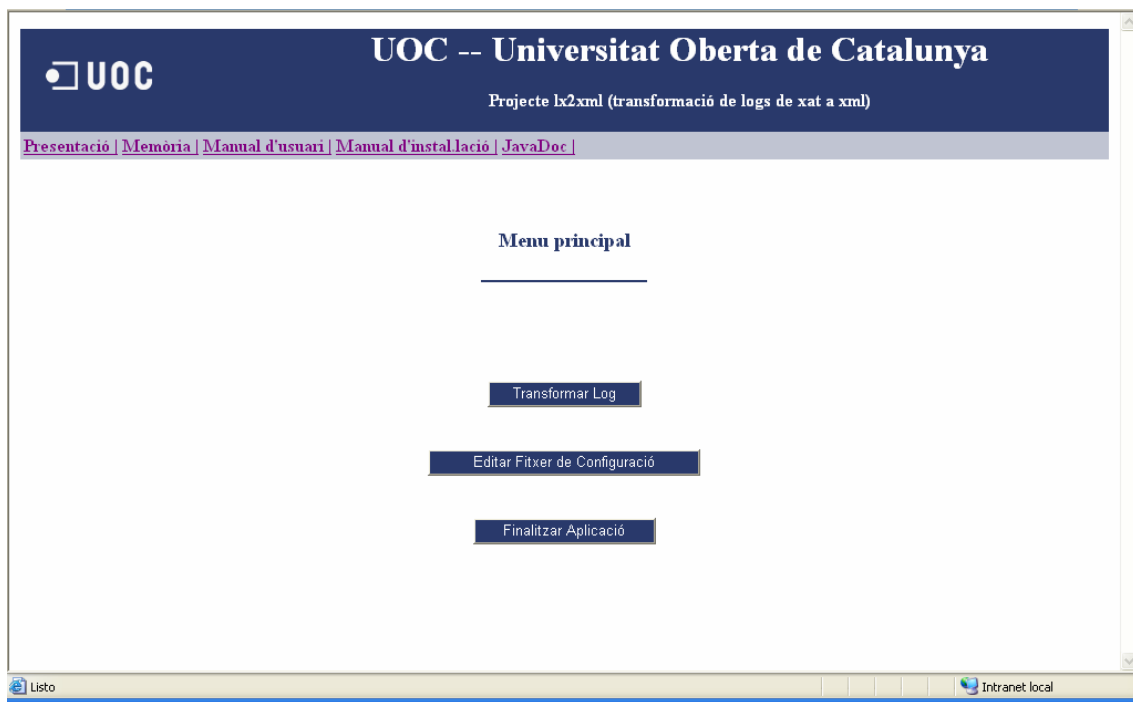 UOC
UOC -- Universitat Oberta de Catalunya
Projecte lx2xml (transformació de logs de xat a xml)
Presentació | Memòria | Manual d'usuari | Manual d'instal.lació | JavaDoc |
Menu principal
Transformar Log
Editar Fitxer de Configuració
Finalitzar Aplicació
Listo
Intranet local